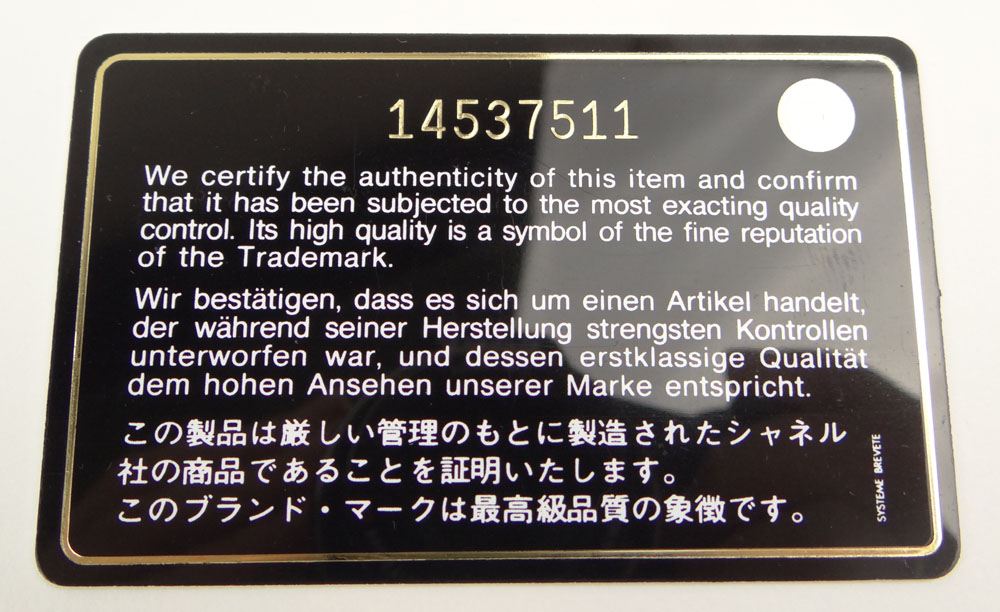 14537511
We certify the authenticity of this item and confirm
that it has been subjected to the most exacting quality
control. Its high quality is a symbol of the fine reputation
of the Trademark.
Wir bestätigen, dass es sich um einen Artikel handelt,
der während seiner Herstellung strengsten Kontrollen
unterworfen war, und dessen erstklassige Qualität
dem hohen Ansehen unserer Marke entspricht.
この製品は厳しい管理のもとに製造されたシャネル
社の商品であることを証明いたします。
このブランド・マークは最高級品質の象徴です。
SYSTEME BREVETE